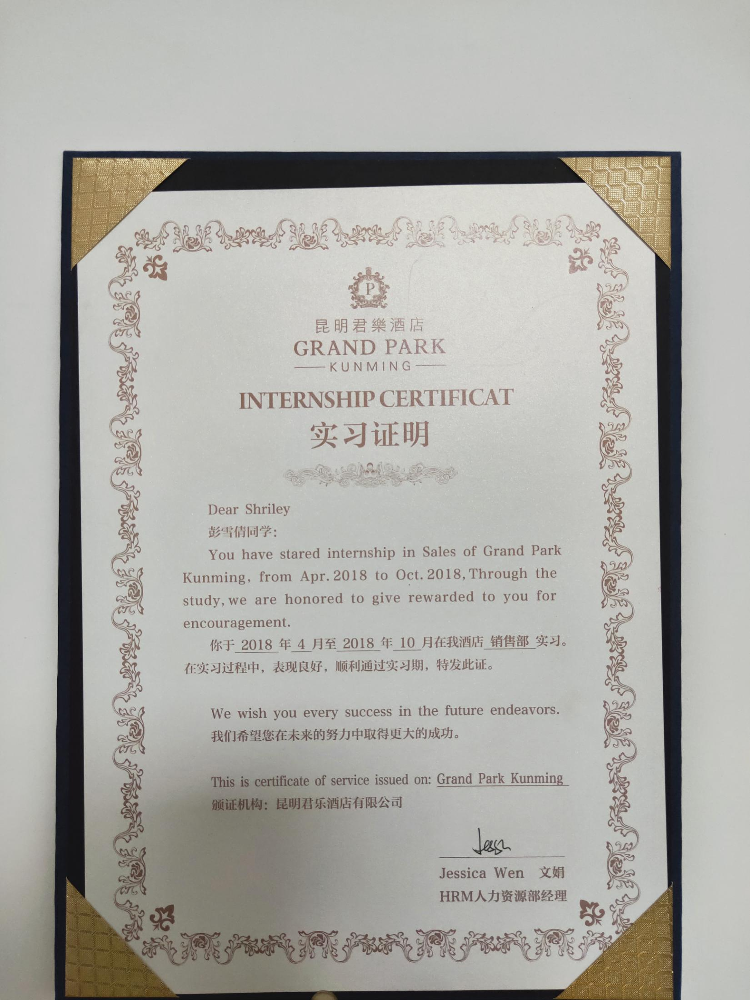 P
昆明君樂酒店
GRAND PARK
KUNMING
INTERNSHIP CERTIFICAT
实习证明
Dear Shriley
彭雪倩同学：
You have stared internship in Sales of Grand Park
Kunming, from Apr. 2018 to Oct. 2018, Through the
study, we are honored to give rewarded to you for
encouragement.
你于 2018 年 4 月至 2018 年 10 月在我酒店 销售部 实习。
在实习过程中，表现良好，顺利通过实习期，特发此证。
We wish you every success in the future endeavors.
我们希望您在未来的努力中取得更大的成功。
This is certificate of service issued on: Grand Park Kunming
颁证机构：昆明君乐酒店有限公司
Jessica Wen 文娟
HRM人力资源部经理